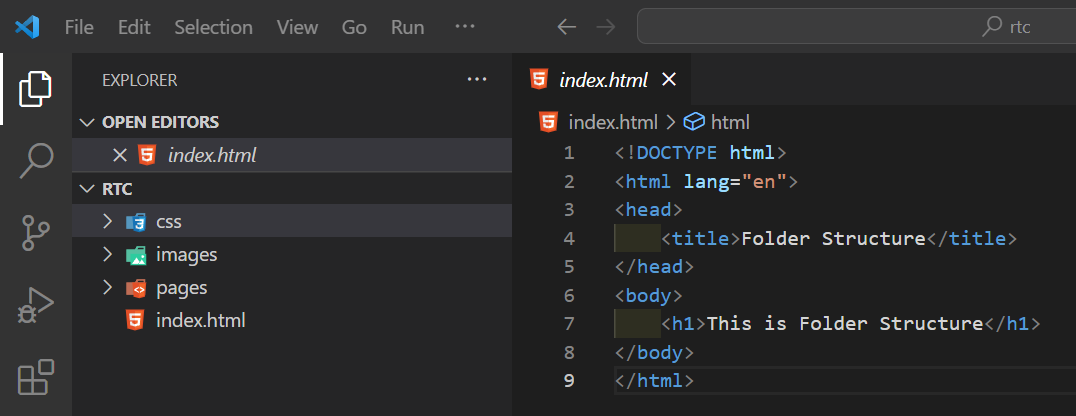 File Edit Selection View Go Run ···
rtc
EXPLORER ···
OPEN EDITORS
index.html
RTC
css
images
pages
index.html
index.html
index.html > html
1 <!DOCTYPE html>
2 <html lang="en">
3 <head>
4     <title>Folder Structure</title>
5 </head>
6 <body>
7     <h1>This is Folder Structure</h1>
8 </body>
9 </html>